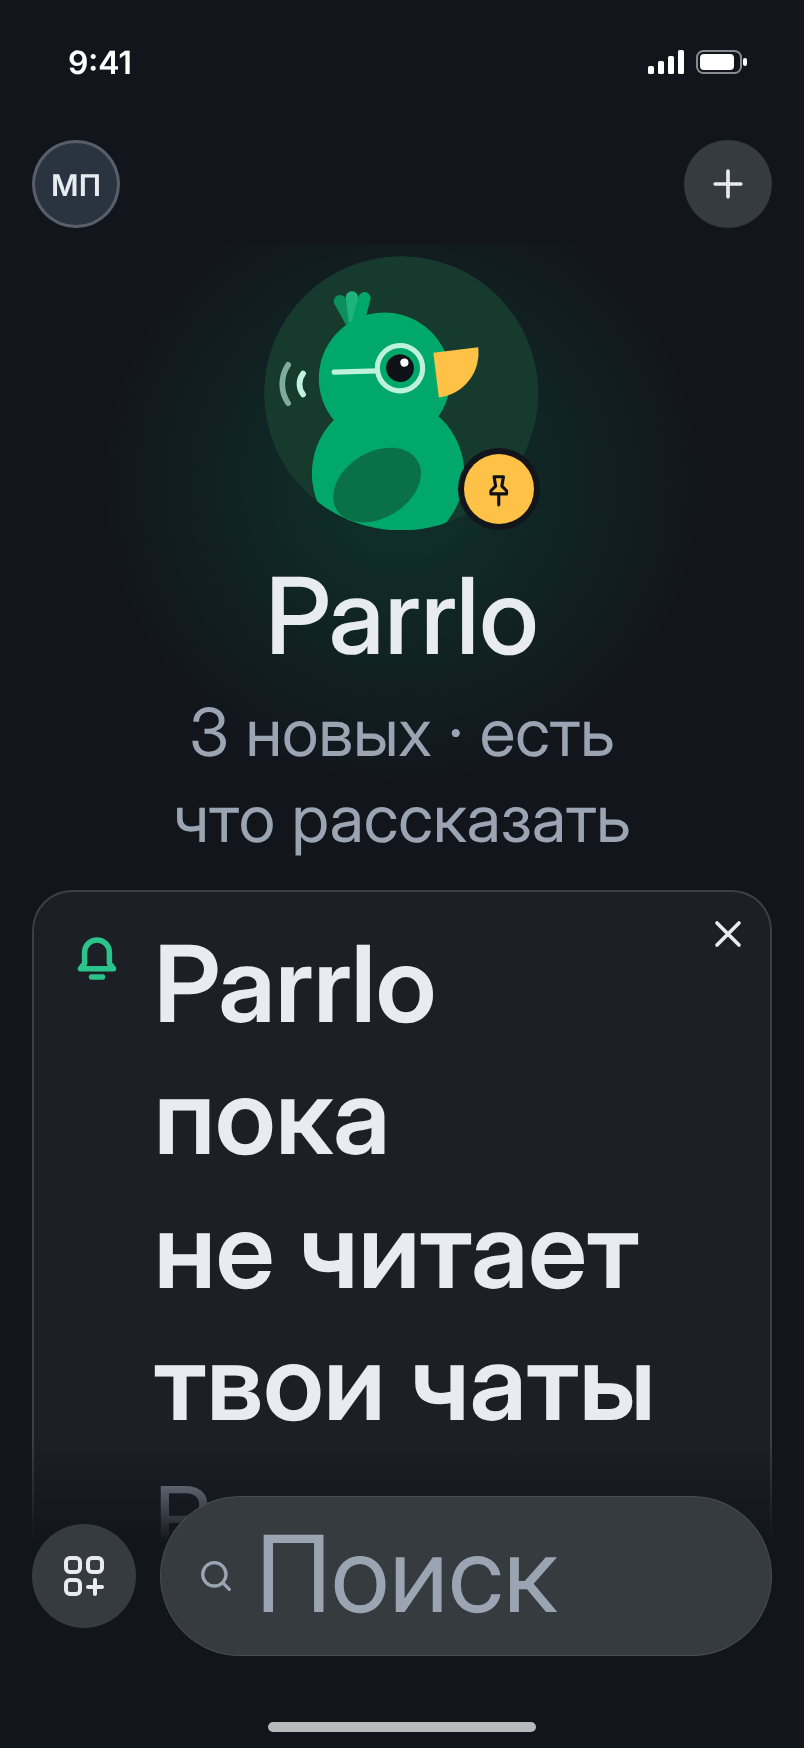 9:41
МП
Parrlo
3 новых · есть
что рассказать
Parrlo
пока
не читает
твои чаты
Поиск